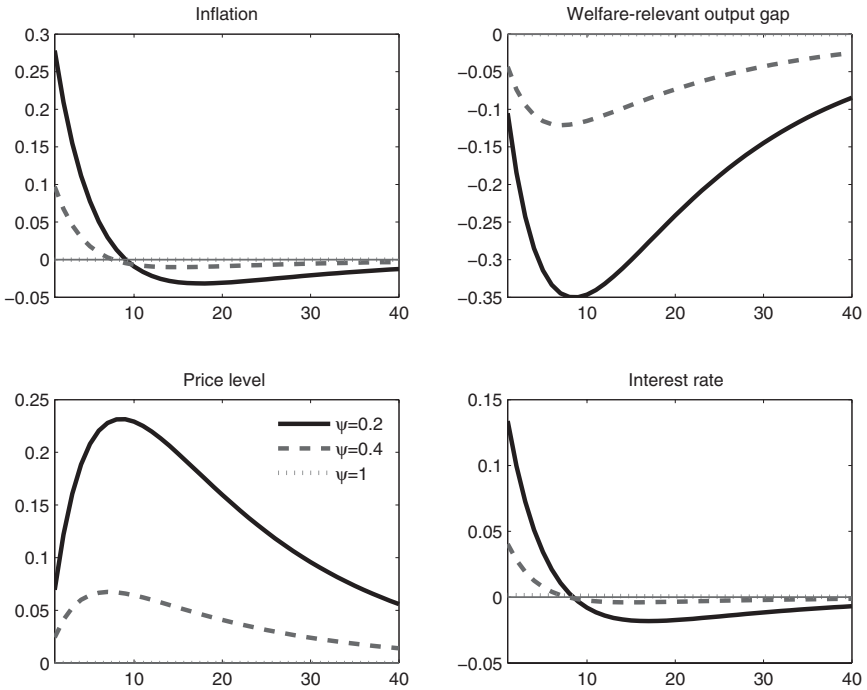 Inflation
0.3
0.25
0.2
0.15
0.1
0.05
0
−0.05
10 20 30 40
Welfare-relevant output gap
0
−0.05
−0.1
−0.15
−0.2
−0.25
−0.3
−0.35
10 20 30 40
Price level
0.25
0.2
0.15
0.1
0.05
0
10 20 30 40
ψ=0.2
ψ=0.4
ψ=1
Interest rate
0.15
0.1
0.05
0
−0.05
10 20 30 40